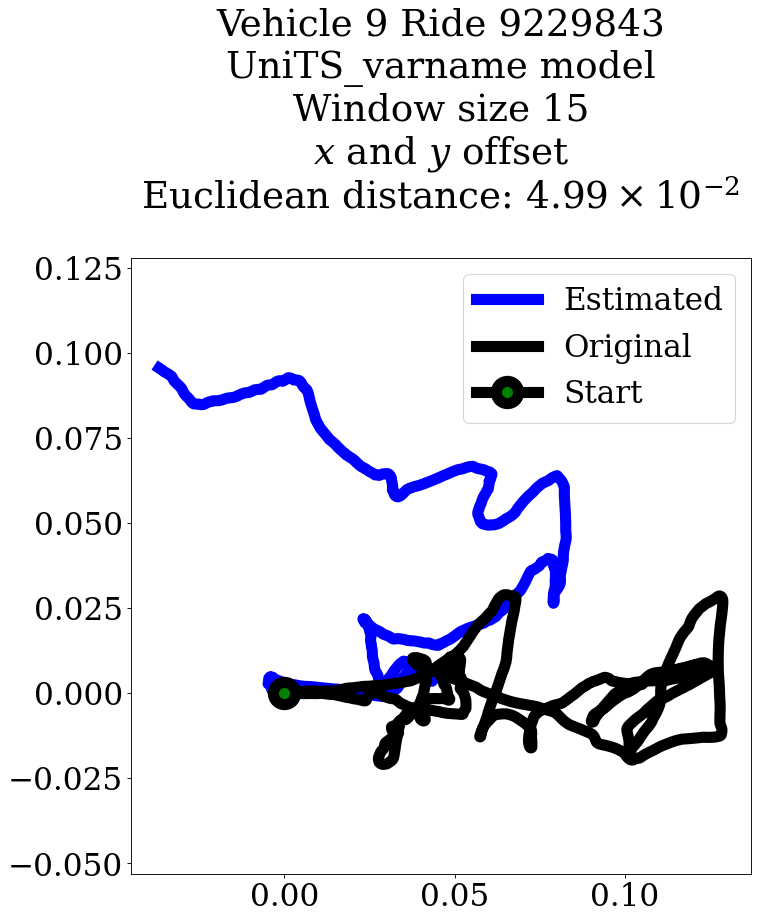 Vehicle 9 Ride 9229843
UniTS_varname model
Window size 15
x and y offset
Euclidean distance: 4.99 × 10⁻²
0.125
0.100
0.075
0.050
0.025
0.000
−0.025
−0.050
0.00 0.05 0.10
Estimated
Original
Start